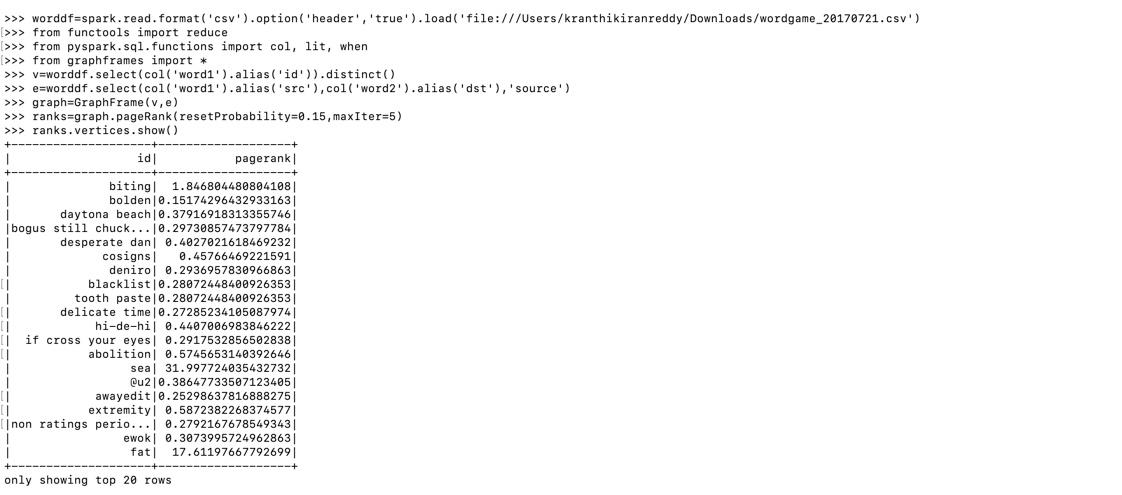 >>> worddf=spark.read.format('csv').option('header','true').load('file:///Users/kranthikiranreddy/Downloads/wordgame_20170721.csv')
[>>> from functools import reduce
[>>> from pyspark.sql.functions import col, lit, when
[>>> from graphframes import *
>>> v=worddf.select(col('word1').alias('id')).distinct()
>>> e=worddf.select(col('word1').alias('src'),col('word2').alias('dst'),'source')
>>> graph=GraphFrame(v,e)
>>> ranks=graph.pageRank(resetProbability=0.15,maxIter=5)
>>> ranks.vertices.show()
+--------------------+-------------------+
|                  id|           pagerank|
+--------------------+-------------------+
|              biting|  1.846804480804108|
|              bolden|0.15174296432933163|
|       daytona beach|0.37916918313355746|
|bogus still chuck...|0.29730857473797784|
|       desperate dan| 0.4027021618469232|
|             cosigns|   0.45766469221591|
|              deniro| 0.2936957830966863|
[|           blacklist|0.28072448400926353|
|         tooth paste|0.28072448400926353|
[|       delicate time|0.27285234105087974|
|            hi-de-hi| 0.4407006983846222|
[|  if cross your eyes| 0.2917532856502838|
[|           abolition| 0.5745653140392646|
|                 sea| 31.997724035432732|
|                 @u2|0.38647733507123405|
[|            awayedit|0.25298637816888275|
[|           extremity| 0.5872382268374577|
[|non ratings perio...| 0.2792167678549343|
|                ewok| 0.3073995724962863|
|                 fat|  17.61197667792699|
+--------------------+-------------------+
only showing top 20 rows